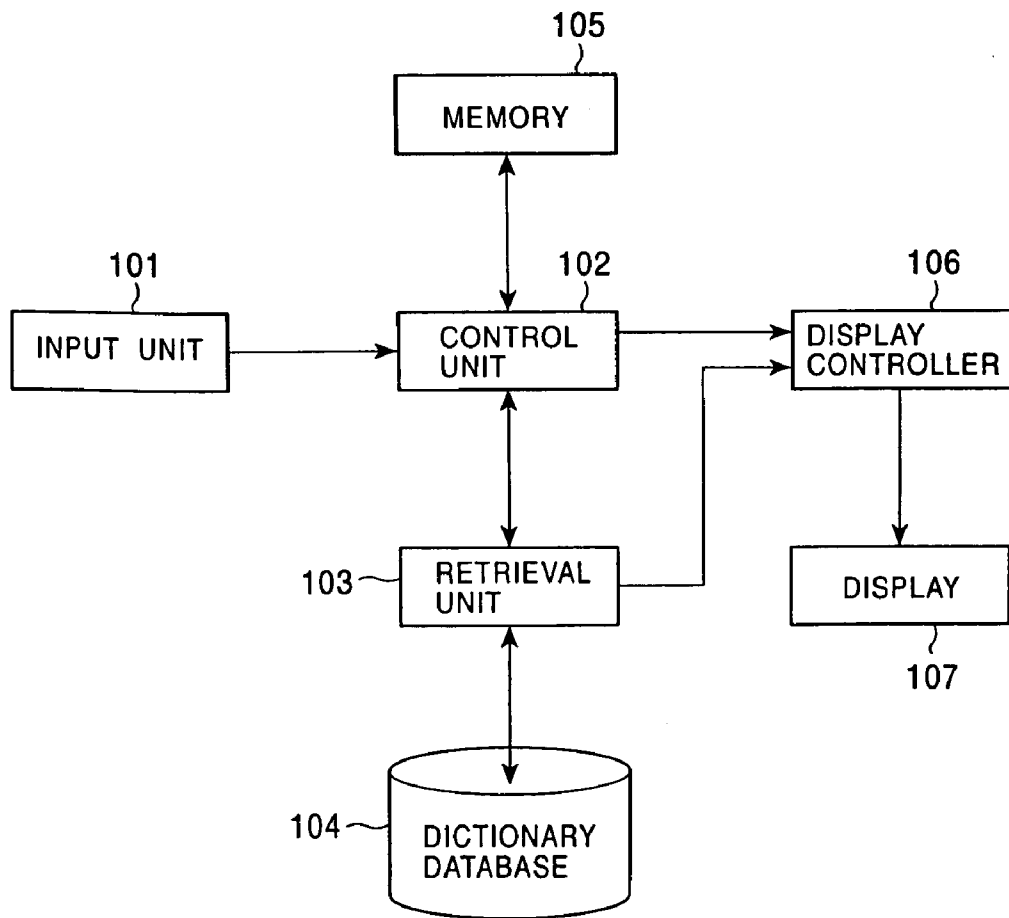 105
MEMORY
101
INPUT UNIT
102
CONTROL
UNIT
106
DISPLAY
CONTROLLER
103
RETRIEVAL
UNIT
DISPLAY
107
104
DICTIONARY
DATABASE